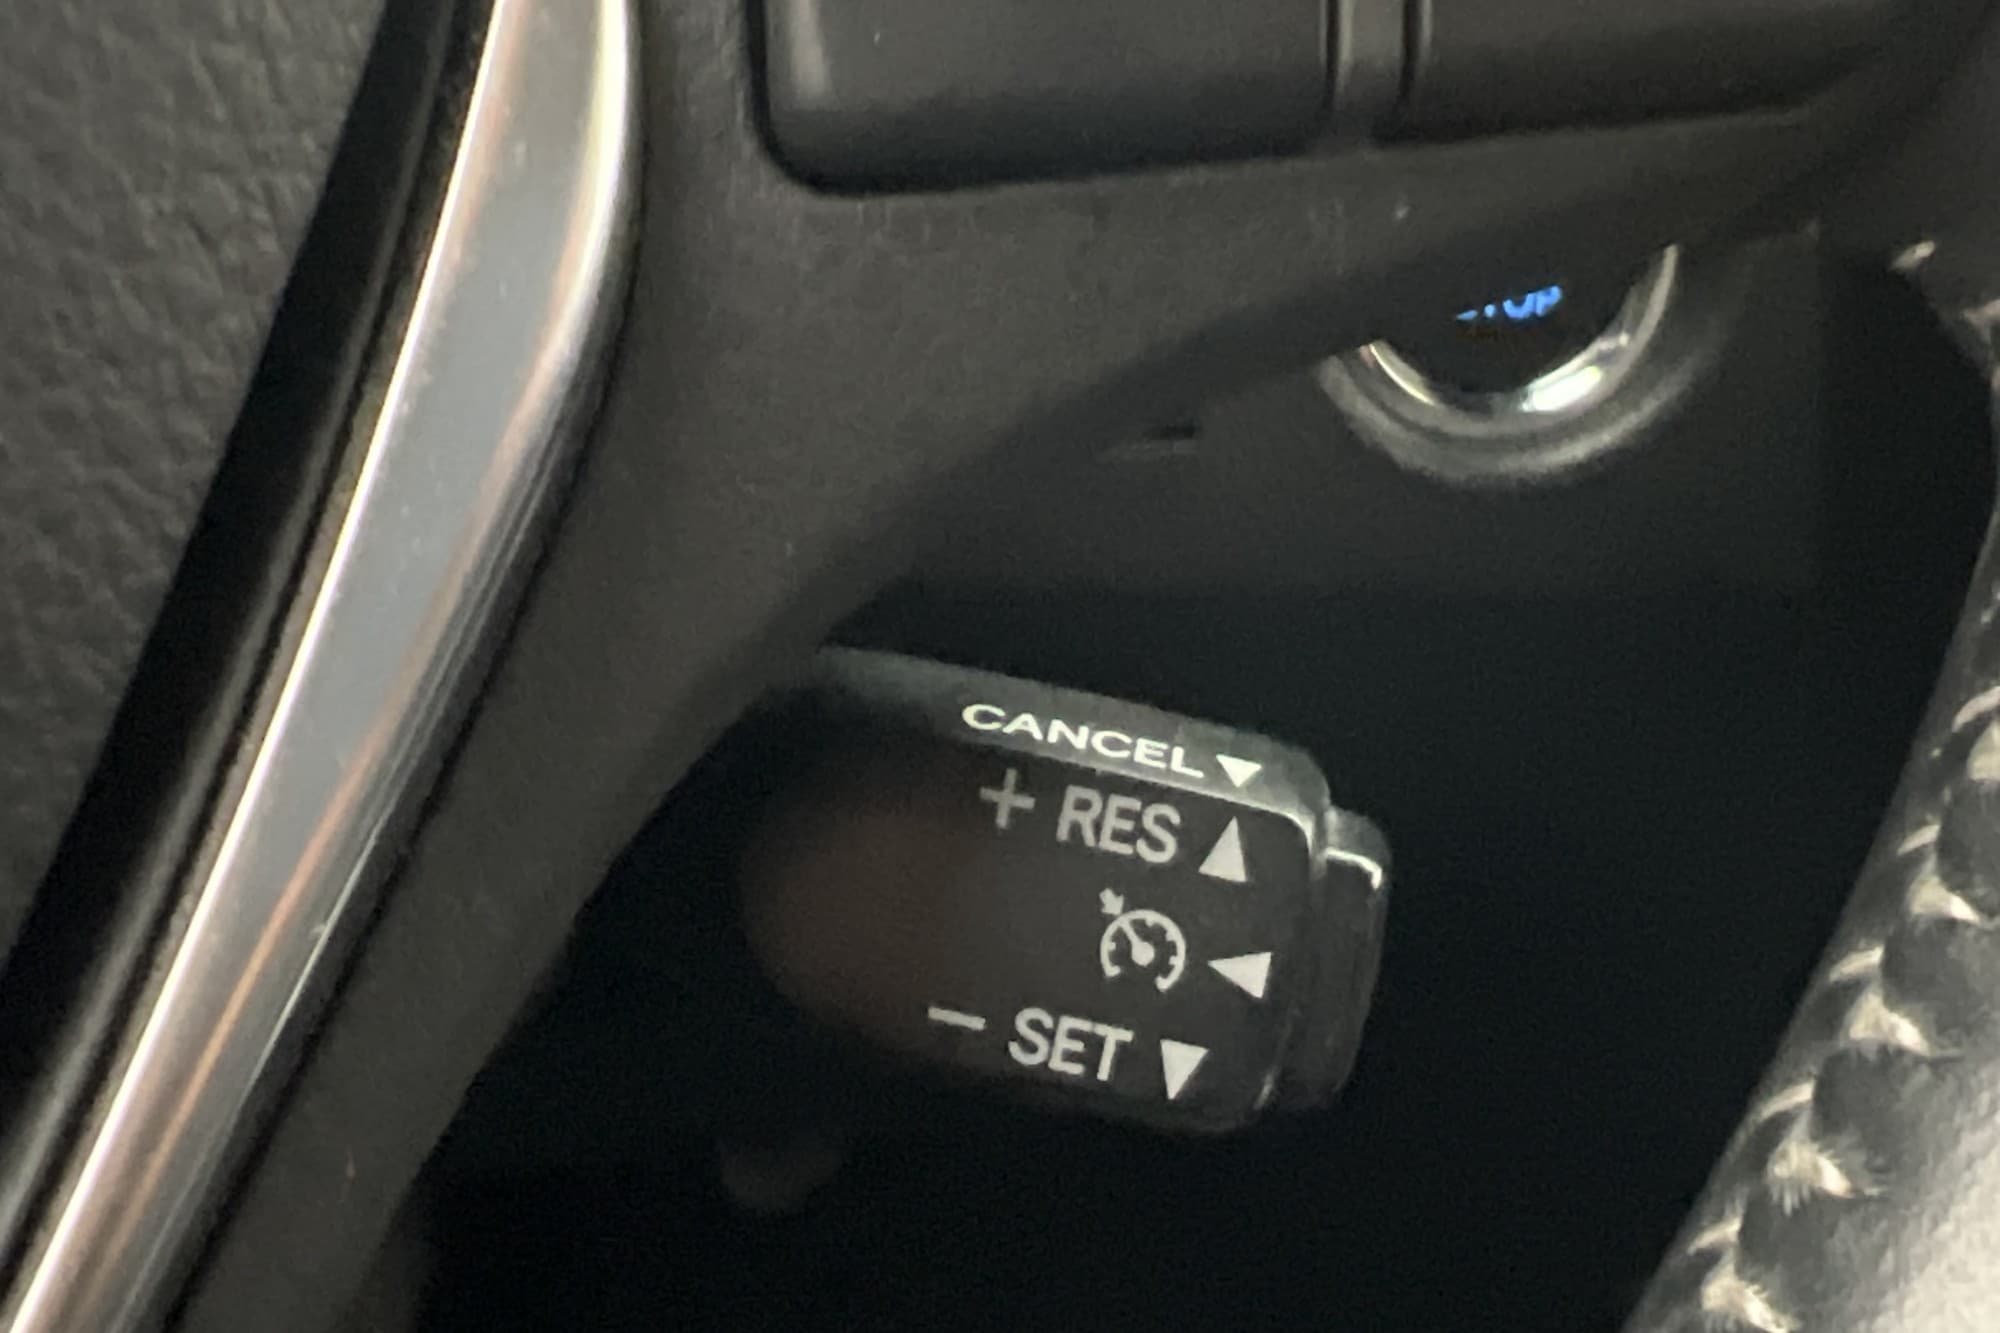 CANCEL ▼
+ RES ▲
◀
− SET ▼